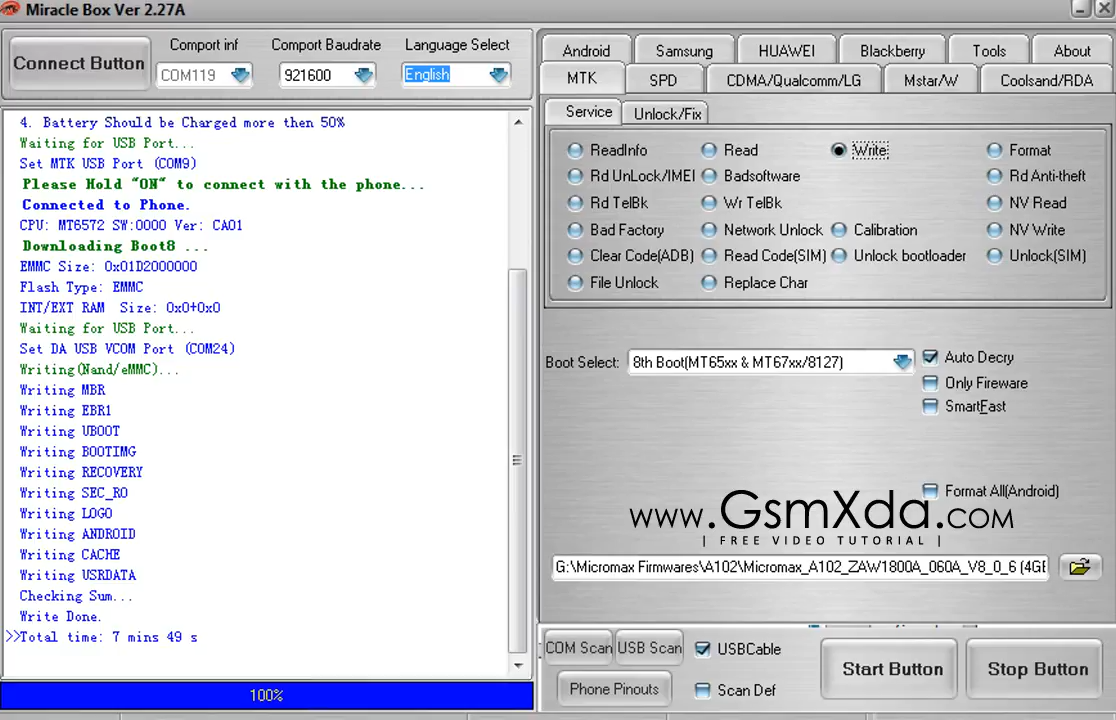 Miracle Box Ver 2.27A
Connect Button
Comport inf
Comport Baudrate
Language Select
COM119
921600
English
4. Battery Should be Charged more then 50%
Waiting for USB Port...
Set MTK USB Port (COM9)
Please Hold "ON" to connect with the phone...
Connected to Phone.
CPU: MT6572 SW:0000 Ver: CA01
Downloading Boot8 ...
EMMC Size: 0x01D2000000
Flash Type: EMMC
INT/EXT RAM Size: 0x0+0x0
Waiting for USB Port...
Set DA USB VCOM Port (COM24)
Writing(Nand/eMMC)...
Writing MBR
Writing EBR1
Writing UBOOT
Writing BOOTIMG
Writing RECOVERY
Writing SEC_RO
Writing LOGO
Writing ANDROID
Writing CACHE
Writing USRDATA
Checking Sum...
Write Done.
>>Total time: 7 mins 49 s
100%
Android Samsung HUAWEI Blackberry Tools About
MTK SPD CDMA/Qualcomm/LG Mstar/W Coolsand/RDA
Service Unlock/Fix
ReadInfo Read Write Format
Rd UnLock/IMEI Badsoftware Rd Anti-theft
Rd TelBk Wr TelBk NV Read
Bad Factory Network Unlock Calibration NV Write
Clear Code(ADB) Read Code(SIM) Unlock bootloader Unlock(SIM)
File Unlock Replace Char
Boot Select: 8th Boot(MT65xx & MT67xx/8127) Auto Decry
Only Fireware
SmartFast
Format All(Android)
www.GsmXda.com
| FREE VIDEO TUTORIAL |
G:\Micromax Firmwares\A102\Micromax_A102_ZAW1800A_060A_V8_0_6 (4GE
COM Scan USB Scan USBCable
Phone Pinouts Scan Def
Start Button Stop Button